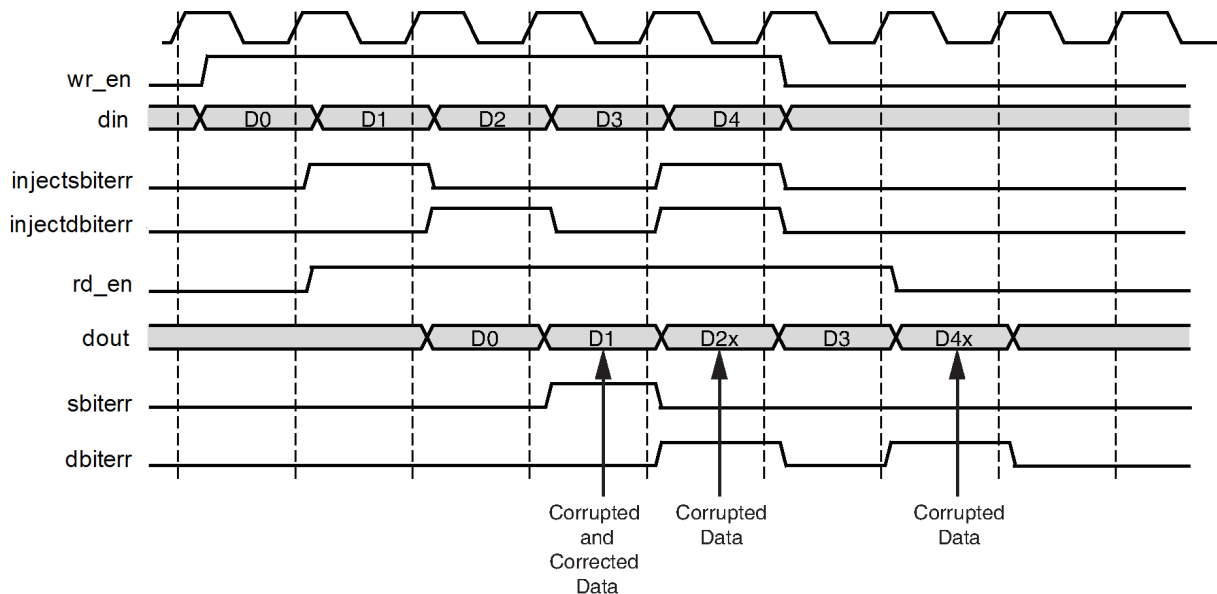 wr_en
din D0 D1 D2 D3 D4
injectsbiterr
injectdbiterr
rd_en
dout D0 D1 D2x D3 D4x
sbiterr
dbiterr
Corrupted
and
Corrected
Data
Corrupted
Data
Corrupted
Data